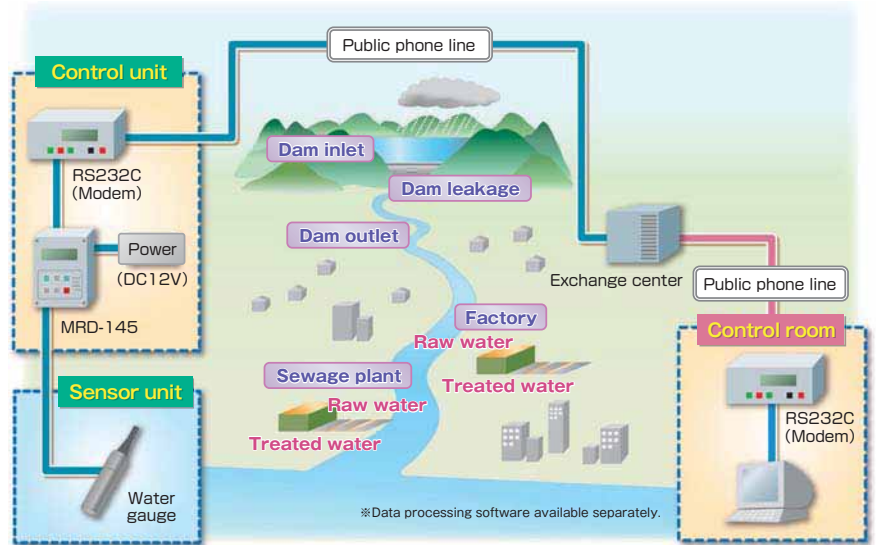 Public phone line
Control unit
RS232C
(Modem)
Power
(DC12V)
MRD-145
Sensor unit
Water
gauge
Dam inlet
Dam leakage
Dam outlet
Factory
Raw water
Treated water
Sewage plant
Raw water
Treated water
※Data processing software available separately.
Exchange center
Public phone line
Control room
RS232C
(Modem)